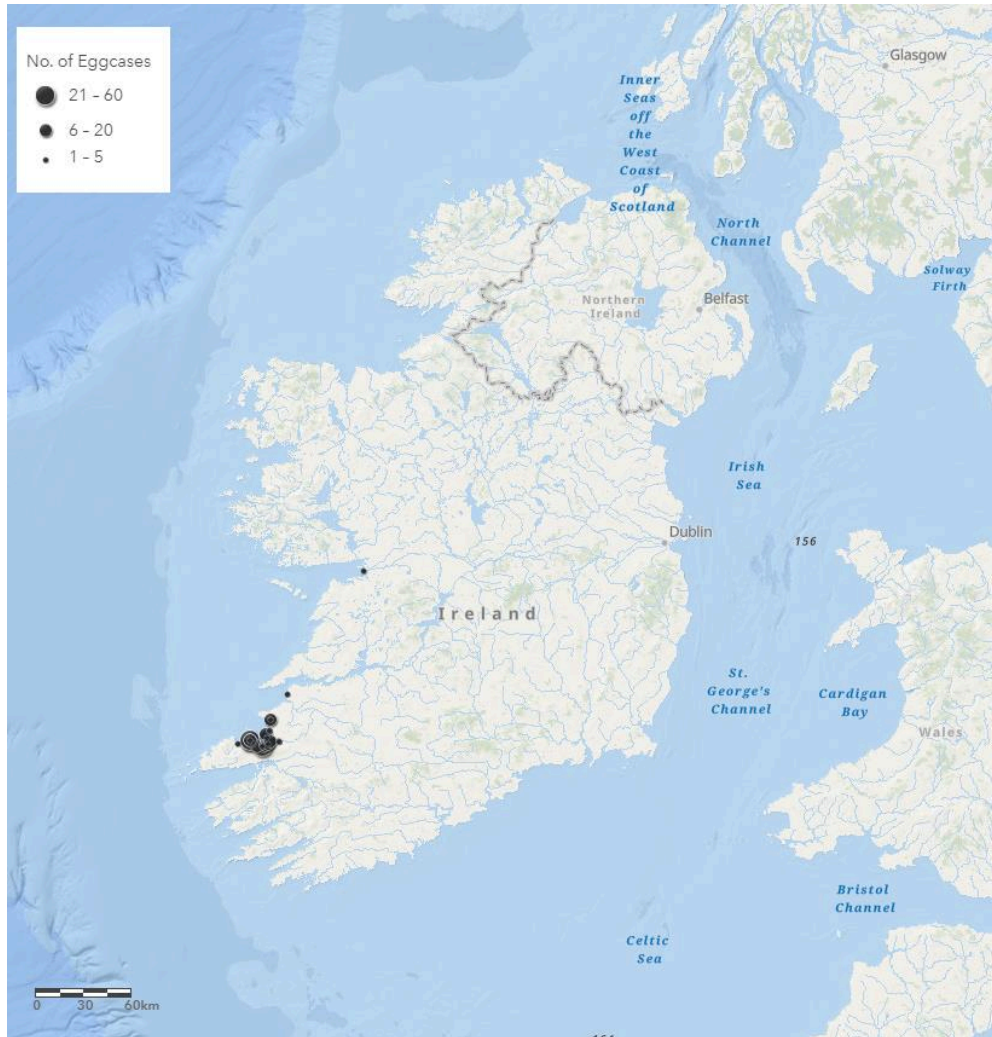 No. of Eggcases
21 – 60
6 – 20
1 – 5
Glasgow
Inner
Seas
off
the
West
Coast
of
Scotland
North
Channel
Solway
Firth
Northern
Ireland
Belfast
Irish
Sea
Dublin
156
Ireland
St.
George's
Channel
Cardigan
Bay
Wales
Bristol
Channel
Celtic
Sea
0 30 60km